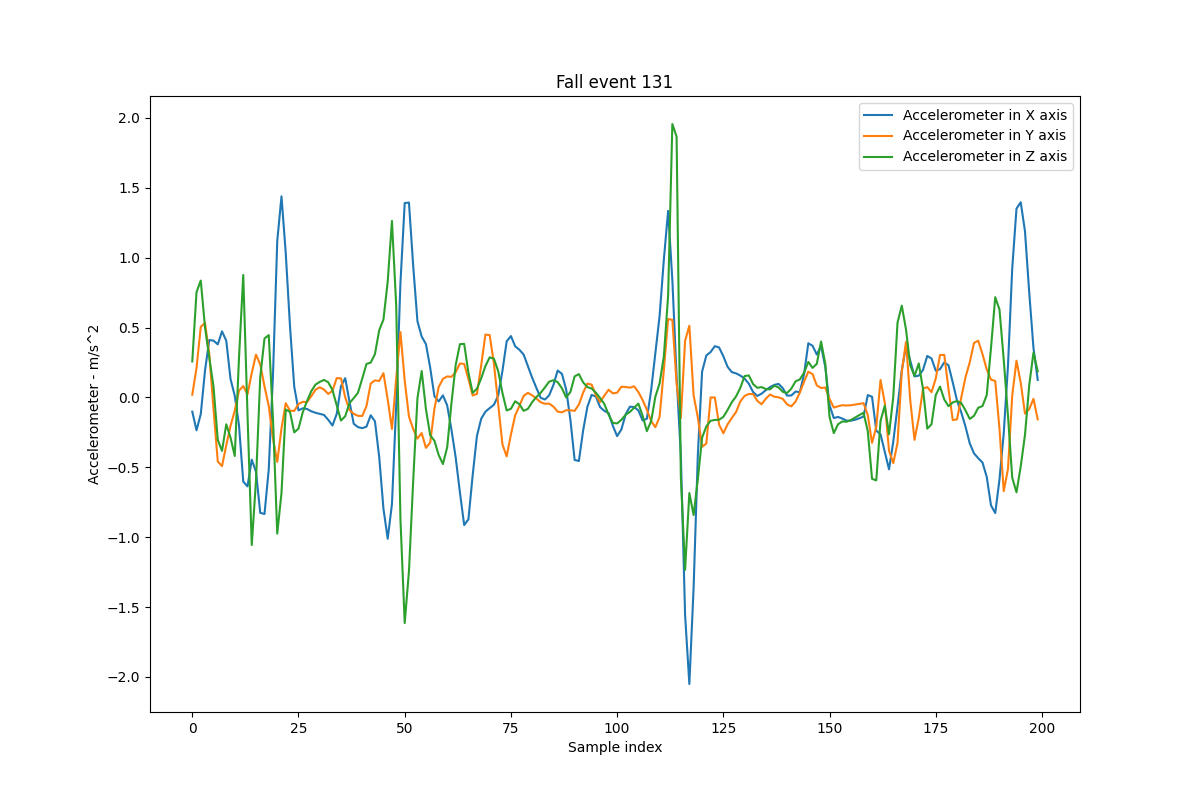 Fall event 131
Accelerometer in X axis
Accelerometer in Y axis
Accelerometer in Z axis
Accelerometer - m/s^2
2.0
1.5
1.0
0.5
0.0
−0.5
−1.0
−1.5
−2.0
0 25 50 75 100 125 150 175 200
Sample index